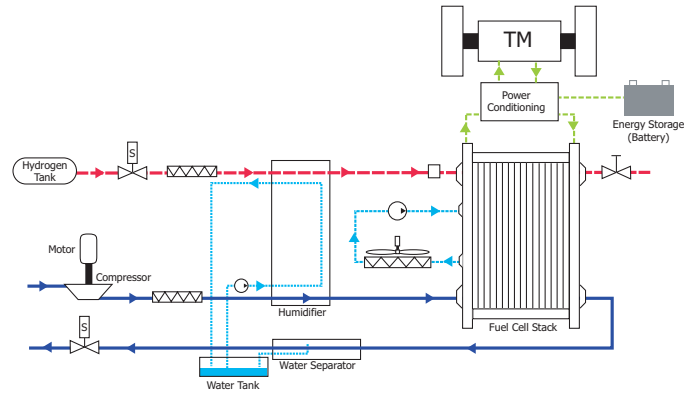 TM
Power
Conditioning
Energy Storage
(Battery)
S
Hydrogen
Tank
Motor
Compressor
Humidifier
Fuel Cell Stack
S
Water Separator
Water Tank